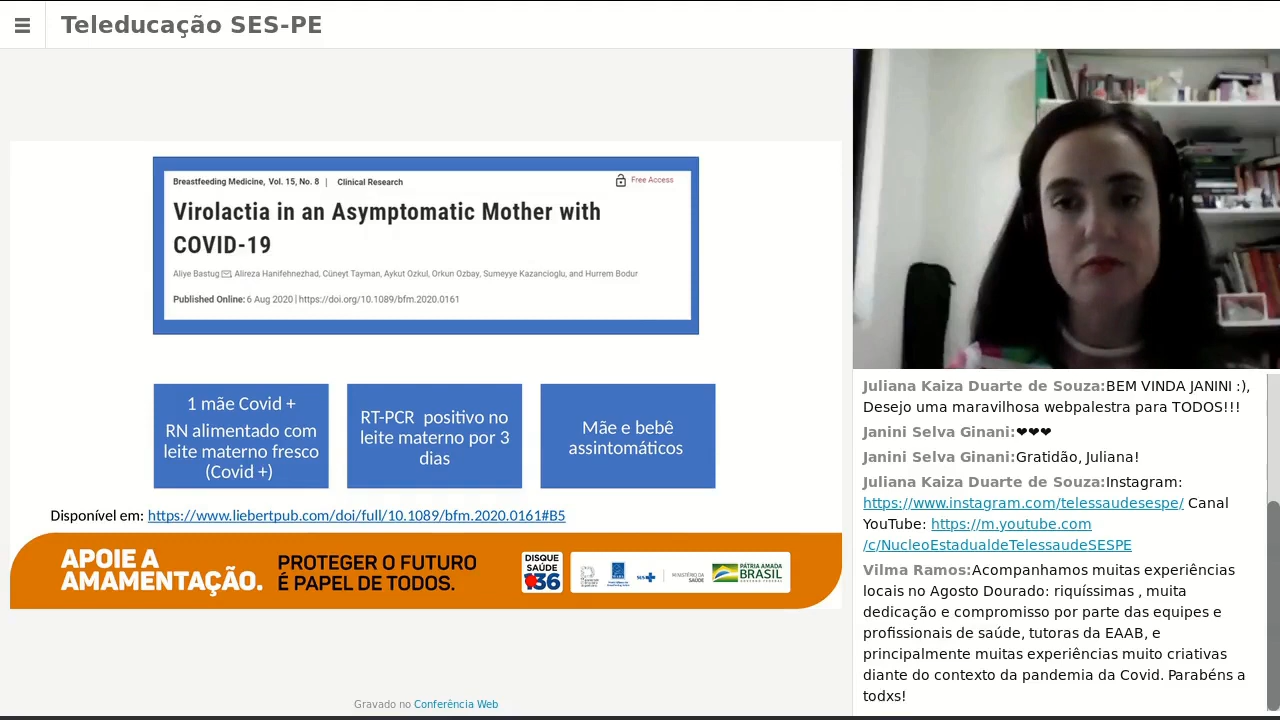 Teleducação SES-PE
Breastfeeding Medicine, Vol. 15, No. 8 | Clinical Research
Free Access
Virolactia in an Asymptomatic Mother with
COVID-19
Aliye Bastug, Alireza Hanifehnezhad, Cüneyt Tayman, Aykut Ozkul, Orkun Ozbay, Sumeyye Kazancioglu, and Hurrem Bodur
Published Online: 6 Aug 2020 | https://doi.org/10.1089/bfm.2020.0161
1 mãe Covid +
RN alimentado com
leite materno fresco
(Covid +)
RT-PCR positivo no
leite materno por 3
dias
Mãe e bebê
assintomáticos
Disponível em: https://www.liebertpub.com/doi/full/10.1089/bfm.2020.0161#B5
APOIE A
AMAMENTAÇÃO.
PROTEGER O FUTURO
É PAPEL DE TODOS.
DISQUE
SAÚDE
136
SUS
MINISTÉRIO DA
SAÚDE
PÁTRIA AMADA
BRASIL
Gravado no Conferência Web
Juliana Kaiza Duarte de Souza:BEM VINDA JANINI :),
Desejo uma maravilhosa webpalestra para TODOS!!!
Janini Selva Ginani:❤❤❤
Janini Selva Ginani:Gratidão, Juliana!
Juliana Kaiza Duarte de Souza:Instagram:
https://www.instagram.com/telessaudesespe/ Canal
YouTube: https://m.youtube.com
/c/NucleoEstadualdeTelessaudeSESPE
Vilma Ramos:Acompanhamos muitas experiências
locais no Agosto Dourado: riquíssimas , muita
dedicação e compromisso por parte das equipes e
profissionais de saúde, tutoras da EAAB, e
principalmente muitas experiências muito criativas
diante do contexto da pandemia da Covid. Parabéns a
todxs!